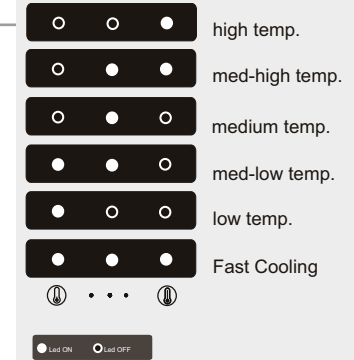 high temp.
med-high temp.
medium temp.
med-low temp.
low temp.
Fast Cooling
Led ON Led OFF